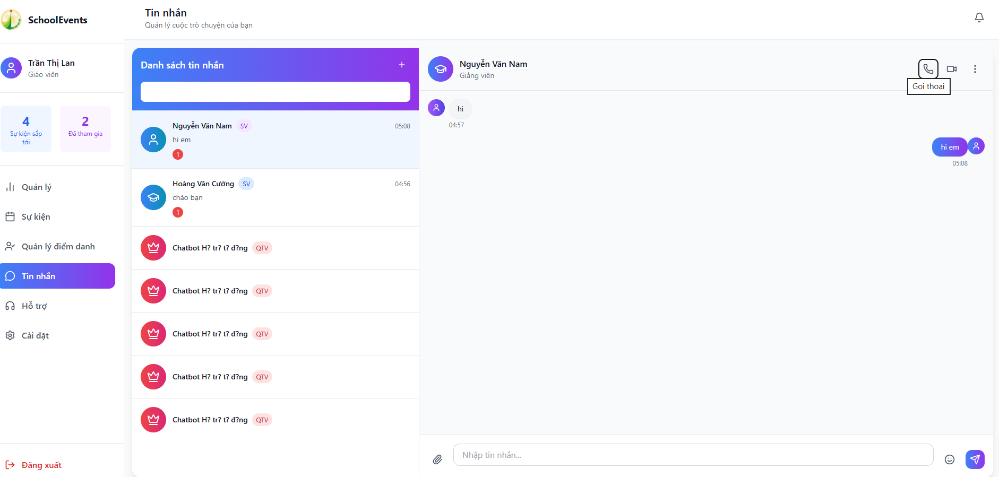 SchoolEvents
Trần Thị Lan
Giáo viên
4
Sự kiện sắp
tới
2
Đã tham gia
Quản lý
Sự kiện
Quản lý điểm danh
Tin nhắn
Hỗ trợ
Cài đặt
Đăng xuất
Tin nhắn
Quản lý cuộc trò chuyện của bạn
Danh sách tin nhắn
+
Nguyễn Văn Nam SV 05:08
hi em
1
Hoàng Văn Cường SV 04:56
chào bạn
1
Chatbot H? tr? t? đ?ng QTV
Chatbot H? tr? t? đ?ng QTV
Chatbot H? tr? t? đ?ng QTV
Chatbot H? tr? t? đ?ng QTV
Chatbot H? tr? t? đ?ng QTV
Nguyễn Văn Nam
Giảng viên
Gọi thoại
hi
04:57
hi em
05:08
Nhập tin nhắn...